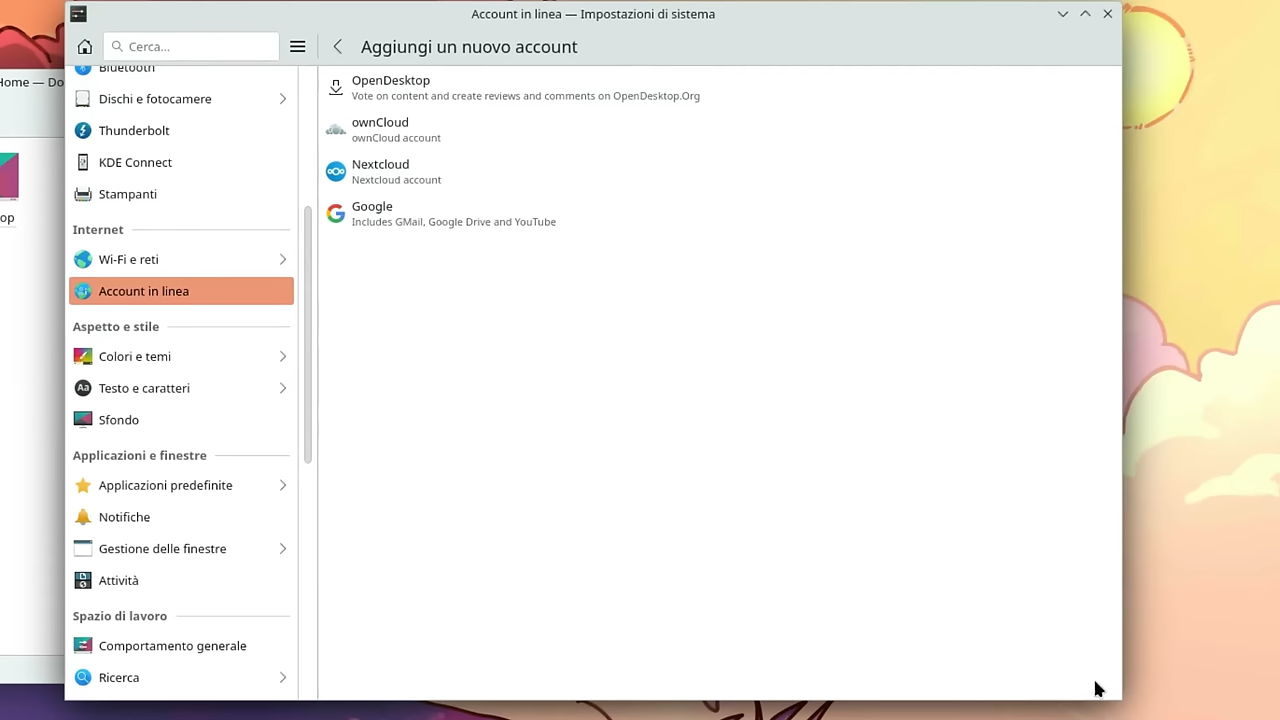 Account in linea — Impostazioni di sistema
Cerca...
Aggiungi un nuovo account
Home — Do
op
Bluetooth
Dischi e fotocamere
Thunderbolt
KDE Connect
Stampanti
Internet
Wi-Fi e reti
Account in linea
Aspetto e stile
Colori e temi
Aa
Testo e caratteri
Sfondo
Applicazioni e finestre
Applicazioni predefinite
Notifiche
Gestione delle finestre
Attività
Spazio di lavoro
Comportamento generale
Ricerca
OpenDesktop
Vote on content and create reviews and comments on OpenDesktop.Org
ownCloud
ownCloud account
Nextcloud
Nextcloud account
Google
Includes GMail, Google Drive and YouTube